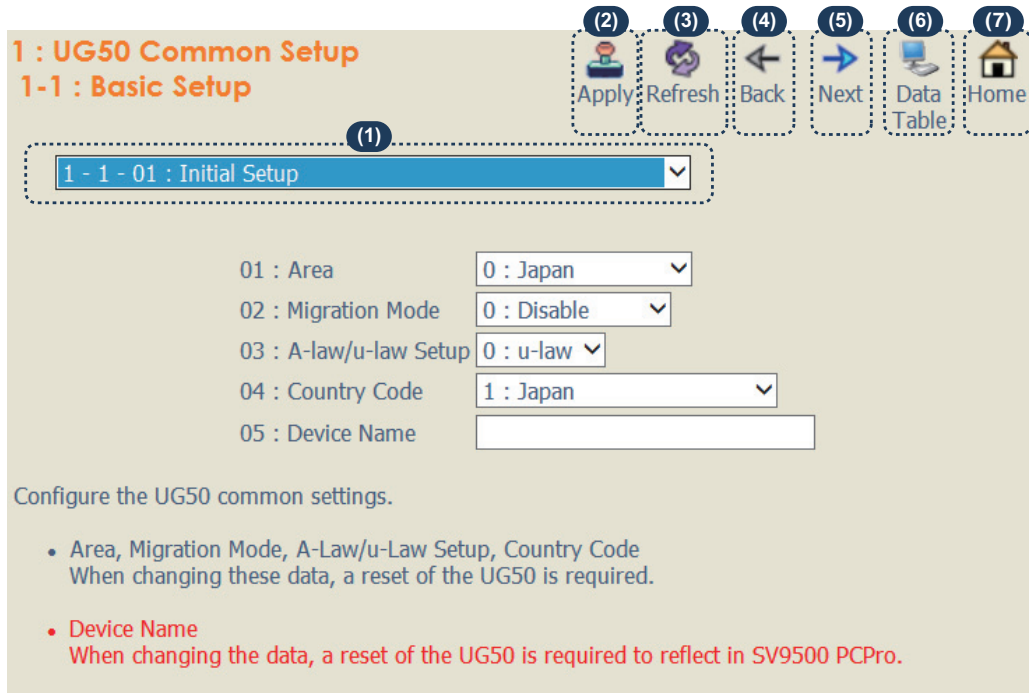 (2) (3) (4) (5) (6) (7)
1 : UG50 Common Setup
1-1 : Basic Setup
Apply Refresh Back Next Data Table Home
(1)
1 - 1 - 01 : Initial Setup
01 : Area 0 : Japan
02 : Migration Mode 0 : Disable
03 : A-law/u-law Setup 0 : u-law
04 : Country Code 1 : Japan
05 : Device Name
Configure the UG50 common settings.
• Area, Migration Mode, A-Law/u-Law Setup, Country Code
When changing these data, a reset of the UG50 is required.
• Device Name
When changing the data, a reset of the UG50 is required to reflect in SV9500 PCPro.